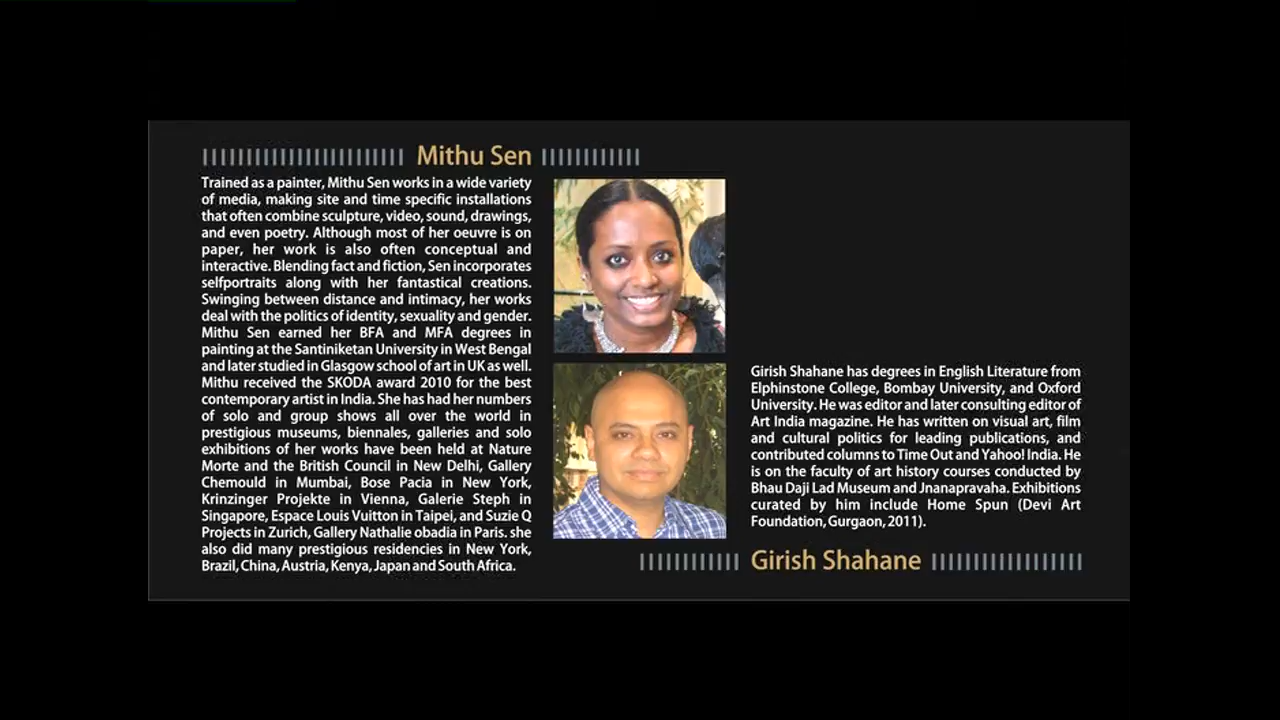 Mithu Sen
Trained as a painter, Mithu Sen works in a wide variety
of media, making site and time specific installations
that often combine sculpture, video, sound, drawings,
and even poetry. Although most of her oeuvre is on
paper, her work is also often conceptual and
interactive. Blending fact and fiction, Sen incorporates
selfportraits along with her fantastical creations.
Swinging between distance and intimacy, her works
deal with the politics of identity, sexuality and gender.
Mithu Sen earned her BFA and MFA degrees in
painting at the Santiniketan University in West Bengal
and later studied in Glasgow school of art in UK as well.
Mithu received the SKODA award 2010 for the best
contemporary artist in India. She has had her numbers
of solo and group shows all over the world in
prestigious museums, biennales, galleries and solo
exhibitions of her works have been held at Nature
Morte and the British Council in New Delhi, Gallery
Chemould in Mumbai, Bose Pacia in New York,
Krinzinger Projekte in Vienna, Galerie Steph in
Singapore, Espace Louis Vuitton in Taipei, and Suzie Q
Projects in Zurich, Gallery Nathalie obadia in Paris. she
also did many prestigious residencies in New York,
Brazil, China, Austria, Kenya, Japan and South Africa.
Girish Shahane has degrees in English Literature from
Elphinstone College, Bombay University, and Oxford
University. He was editor and later consulting editor of
Art India magazine. He has written on visual art, film
and cultural politics for leading publications, and
contributed columns to Time Out and Yahoo! India. He
is on the faculty of art history courses conducted by
Bhau Daji Lad Museum and Jnanapravaha. Exhibitions
curated by him include Home Spun (Devi Art
Foundation, Gurgaon, 2011).
Girish Shahane